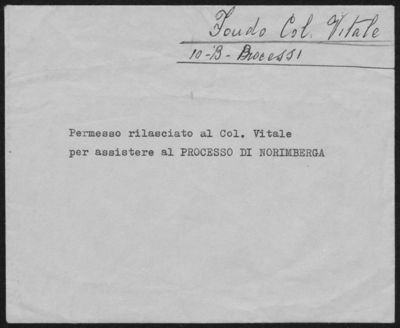 Fondo Col. Vitale
10-B- Processi
Permesso rilasciato al Col. Vitale
per assistere al PROCESSO DI NORIMBERGA